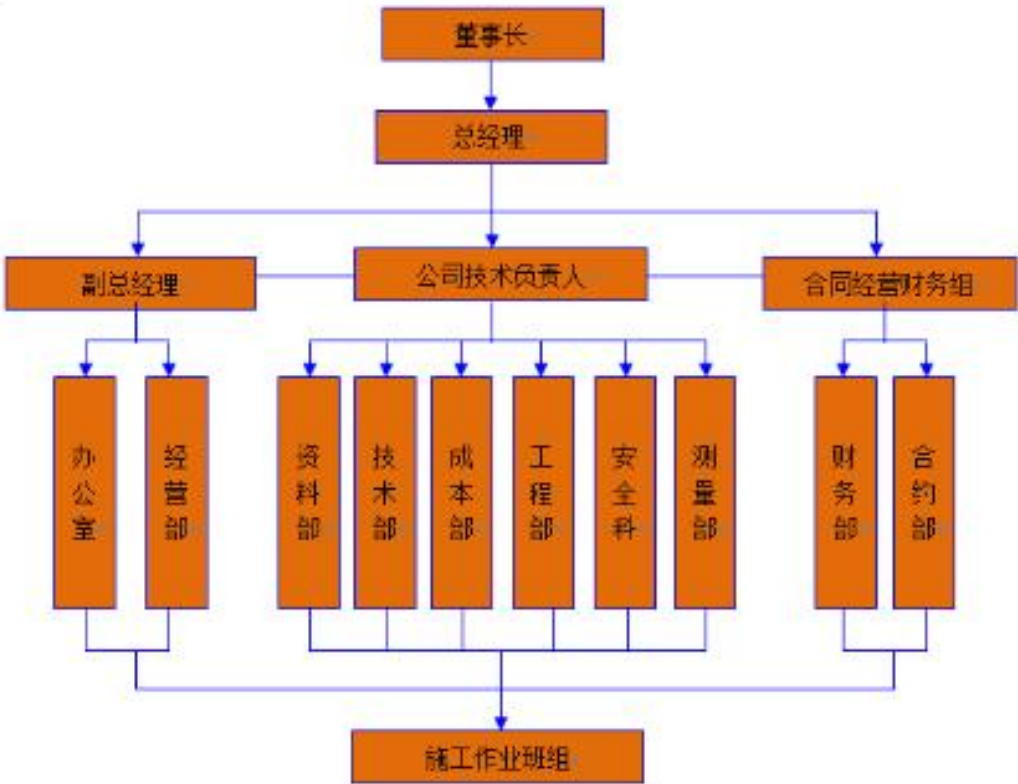 董事长
总经理
副总经理
公司技术负责人
合同经营财务组
办公室
经营部
资料部
技术部
成本部
工程部
安全科
测量部
财务部
合约部
施工作业班组